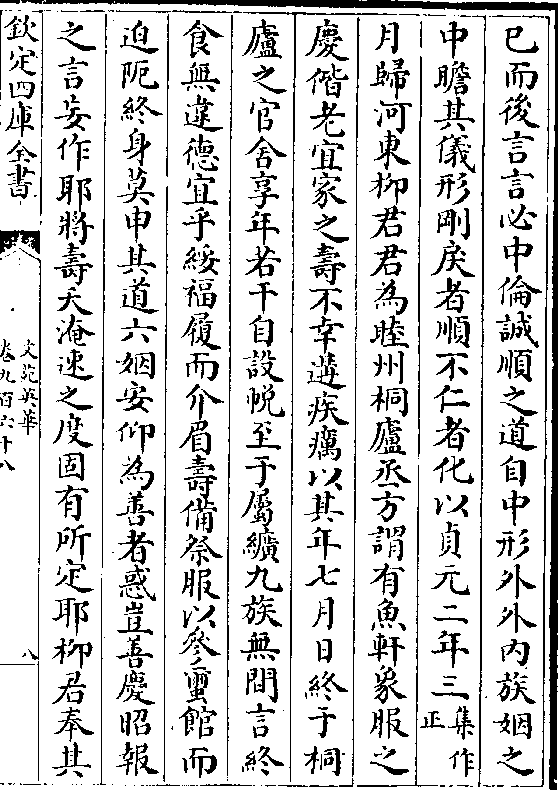 已而後言言必中倫誠順之道自中形外外內族姻之
中瞻其儀形剛戾者順不仁者化以貞元二年三集作正
月歸河東柳君君為睦州桐廬丞方謂有魚軒象服之
慶偕老宜家之壽不幸遘疾癘以其年七月日終于桐
廬之官舍享年若干自設帨至于屬纊九族無間言終
食無違德宜乎綏福履而介眉壽備祭服以參蠶館而
迫阨終身莫申其道六姻安仰為善者惑豈善慶昭報
之言妄作耶將壽夭淹速之度固有所定耶柳君奉其
欽定四庫全書
文苑英華
卷九百六十八
八